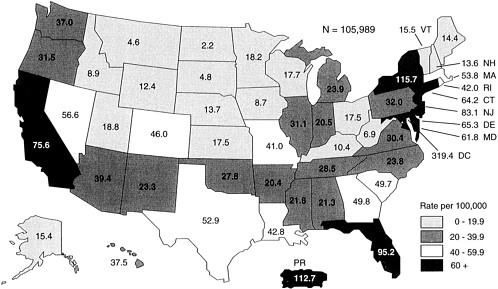 37.0
4.6
2.2
18.2
N = 105,989
15.5 VT
14.4
31.5
8.9
12.4
4.8
17.7
23.9
115.7
13.6 NH
53.8 MA
42.0 RI
64.2 CT
83.1 NJ
65.3 DE
61.8 MD
319.4 DC
56.6
13.7
8.7
31.1
20.5
17.5
32.0
75.6
18.8
46.0
17.5
41.0
10.4
6.9
30.4
39.4
23.3
27.8
20.4
28.5
23.8
49.7
52.9
21.8
21.3
49.8
42.8
95.2
15.4
37.5
PR
112.7
Rate per 100,000
0 - 19.9
20 - 39.9
40 - 59.9
60 +